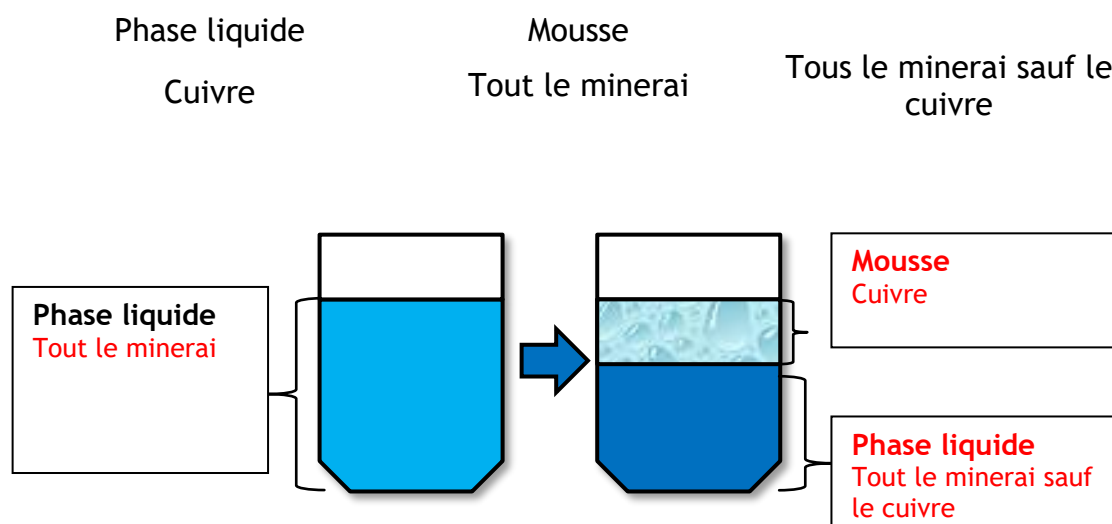 Phase liquide
Mousse
Cuivre
Tout le minerai
Tous le minerai sauf le
cuivre
Phase liquide
Tout le minerai
Mousse
Cuivre
Phase liquide
Tout le minerai sauf
le cuivre